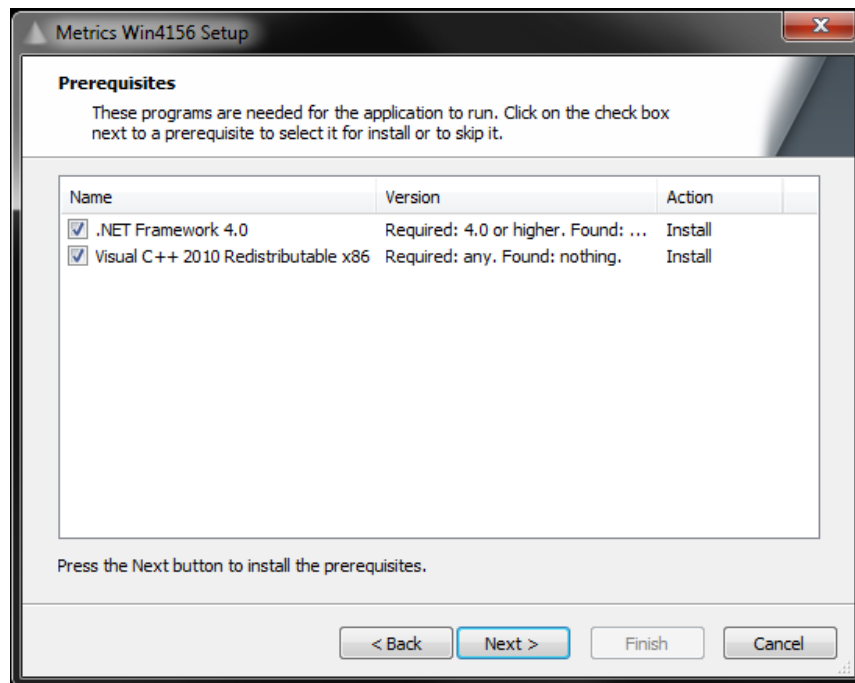 Metrics Win4156 Setup
Prerequisites
These programs are needed for the application to run. Click on the check box
next to a prerequisite to select it for install or to skip it.
Name Version Action
.NET Framework 4.0 Required: 4.0 or higher. Found: ... Install
Visual C++ 2010 Redistributable x86 Required: any. Found: nothing. Install
Press the Next button to install the prerequisites.
< Back Next > Finish Cancel